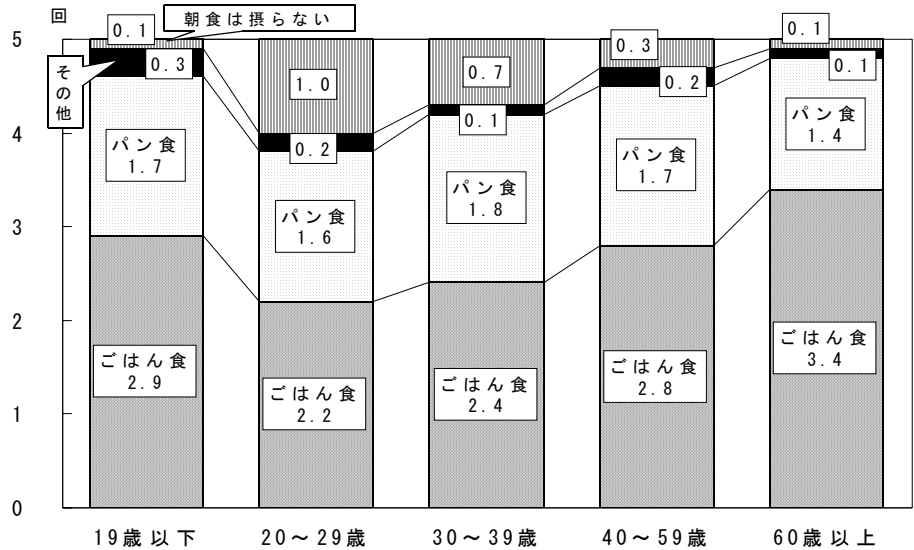 回
朝食は摂らない
5
4
3
2
1
0
その他
0.1
0.3
パン食
1.7
ごはん食
2.9
1.0
0.2
パン食
1.6
ごはん食
2.2
0.7
0.1
パン食
1.8
ごはん食
2.4
0.3
0.2
パン食
1.7
ごはん食
2.8
0.1
0.1
パン食
1.4
ごはん食
3.4
19歳以下
20～29歳
30～39歳
40～59歳
60歳以上